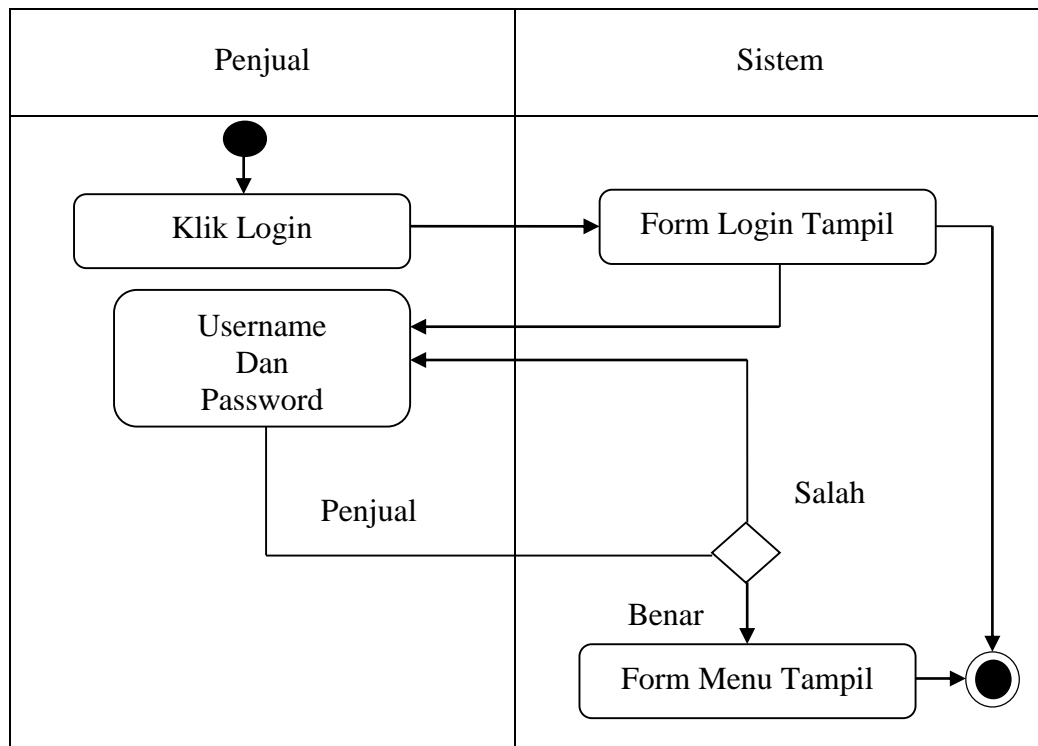 Penjual
Sistem
Klik Login
Form Login Tampil
Username
Dan
Password
Salah
Penjual
Benar
Form Menu Tampil